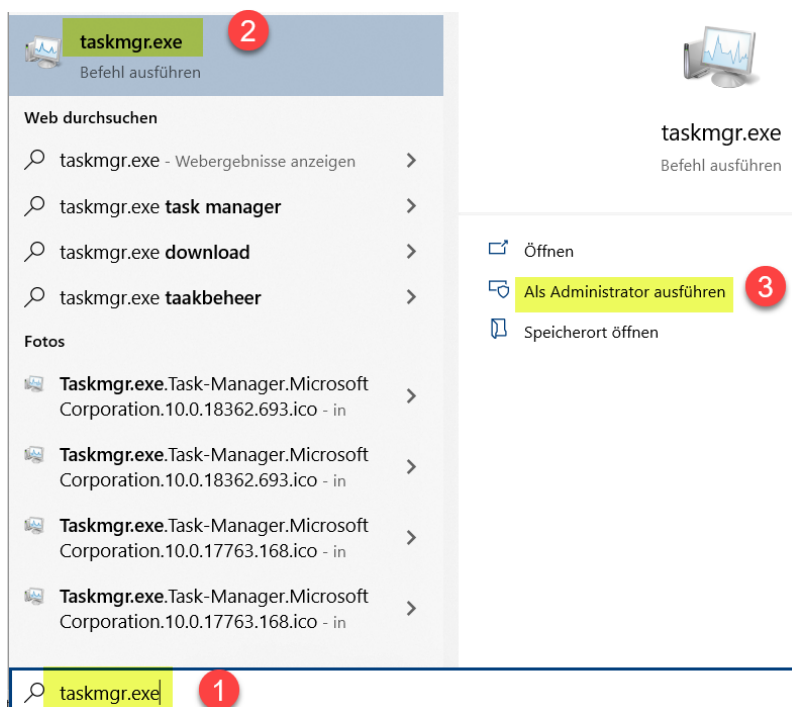 taskmgr.exe
2
Befehl ausführen
Web durchsuchen
taskmgr.exe - Webergebnisse anzeigen
taskmgr.exe task manager
taskmgr.exe download
taskmgr.exe taakbeheer
Fotos
Taskmgr.exe.Task-Manager.Microsoft
Corporation.10.0.18362.693.ico - in
Taskmgr.exe.Task-Manager.Microsoft
Corporation.10.0.18362.693.ico - in
Taskmgr.exe.Task-Manager.Microsoft
Corporation.10.0.17763.168.ico - in
Taskmgr.exe.Task-Manager.Microsoft
Corporation.10.0.17763.168.ico - in
taskmgr.exe
1
taskmgr.exe
Befehl ausführen
Öffnen
Als Administrator ausführen
3
Speicherort öffnen